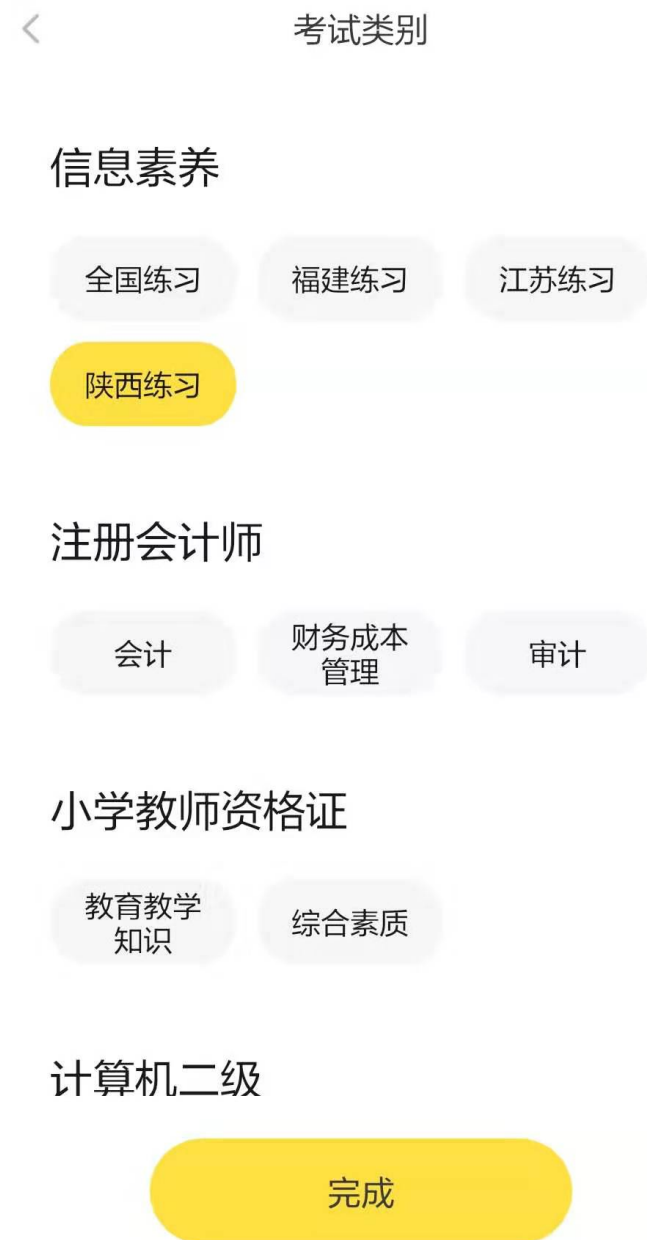 考试类别
信息素养
全国练习 福建练习 江苏练习
陕西练习
注册会计师
会计 财务成本管理 审计
小学教师资格证
教育教学知识 综合素质
计算机二级
完成